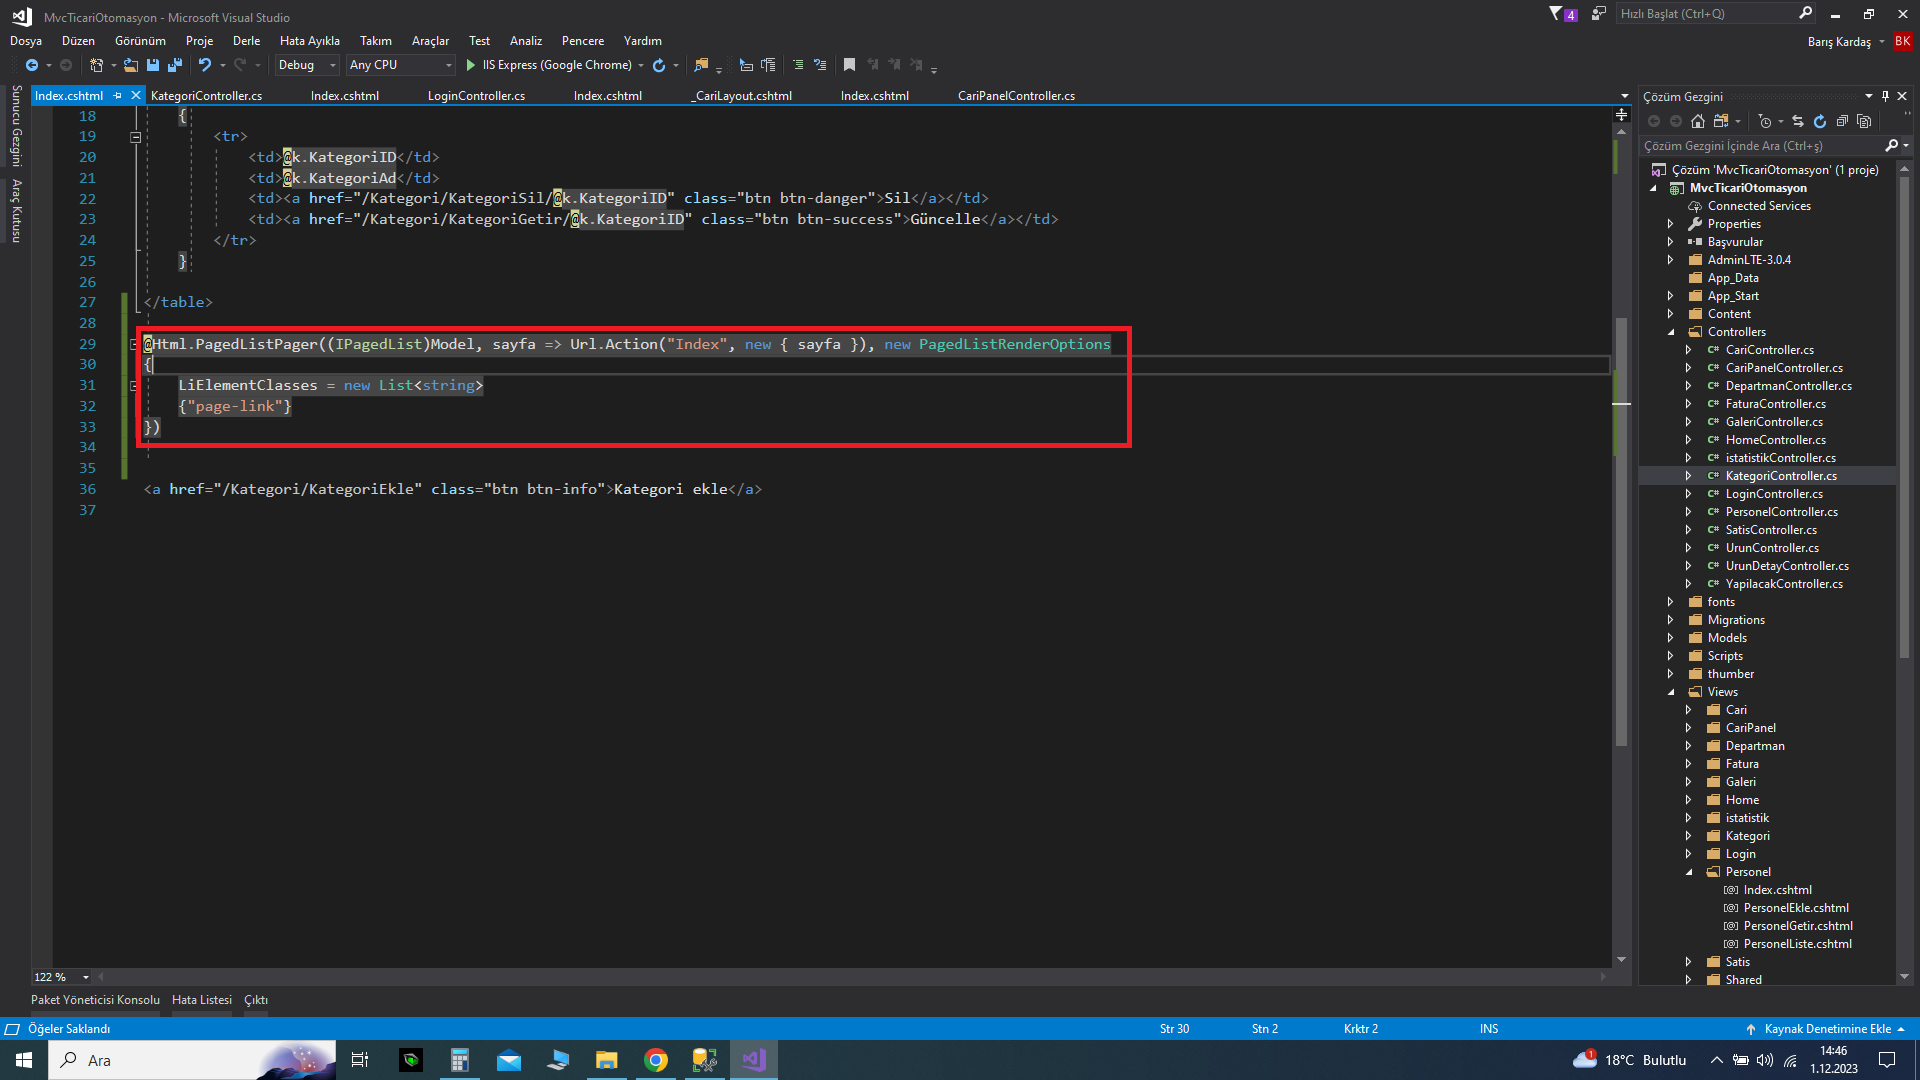 MvcTicariOtomasyon - Microsoft Visual Studio
4
Hızlı Başlat (Ctrl+Q)
Dosya Düzen Görünüm Proje Derle Hata Ayıkla Takım Araçlar Test Analiz Pencere Yardım
Barış Kardaş BK
Debug Any CPU IIS Express (Google Chrome)
Sunucu Gezgini
Araç Kutusu
Index.cshtml KategoriController.cs Index.cshtml LoginController.cs Index.cshtml _CariLayout.cshtml Index.cshtml CariPanelController.cs
18 {
19 <tr>
20 <td>@k.KategoriID</td>
21 <td>@k.KategoriAd</td>
22 <td><a href="/Kategori/KategoriSil/@k.KategoriID" class="btn btn-danger">Sil</a></td>
23 <td><a href="/Kategori/KategoriGetir/@k.KategoriID" class="btn btn-success">Güncelle</a></td>
24 </tr>
25 }
26
27 </table>
28
29 @Html.PagedListPager((IPagedList)Model, sayfa => Url.Action("Index", new { sayfa }), new PagedListRenderOptions
30 {
31 LiElementClasses = new List<string>
32 {"page-link"}
33 })
34
35
36 <a href="/Kategori/KategoriEkle" class="btn btn-info">Kategori ekle</a>
37
122 %
Çözüm Gezgini
Çözüm Gezgini İçinde Ara (Ctrl+ş)
Çözüm 'MvcTicariOtomasyon' (1 proje)
MvcTicariOtomasyon
Connected Services
Properties
Başvurular
AdminLTE-3.0.4
App_Data
App_Start
Content
Controllers
C# CariController.cs
C# CariPanelController.cs
C# DepartmanController.cs
C# FaturaController.cs
C# GaleriController.cs
C# HomeController.cs
C# istatistikController.cs
C# KategoriController.cs
C# LoginController.cs
C# PersonelController.cs
C# SatisController.cs
C# UrunController.cs
C# UrunDetayController.cs
C# YapilacakController.cs
fonts
Migrations
Models
Scripts
thumber
Views
Cari
CariPanel
Departman
Fatura
Galeri
Home
istatistik
Kategori
Login
Personel
[@] Index.cshtml
[@] PersonelEkle.cshtml
[@] PersonelGetir.cshtml
[@] PersonelListe.cshtml
Satis
Shared
Paket Yöneticisi Konsolu Hata Listesi Çıktı
Öğeler Saklandı Str 30 Stn 2 Krktr 2 INS Kaynak Denetimine Ekle
Ara
1
18°C Bulutlu
14:46
1.12.2023